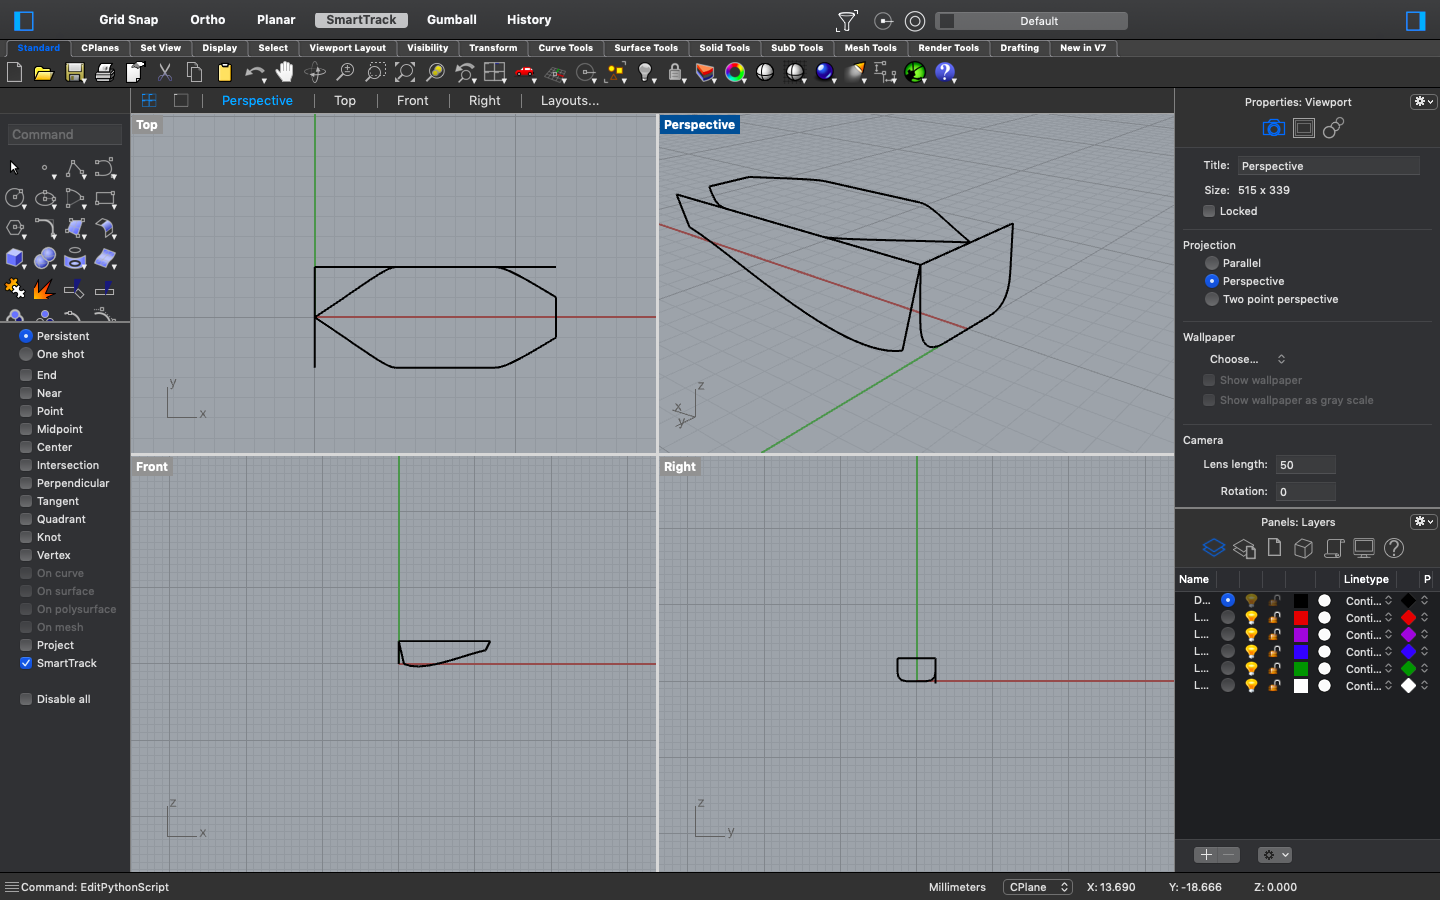 Grid Snap Ortho Planar SmartTrack Gumball History Default
Standard CPlanes Set View Display Select Viewport Layout Visibility Transform Curve Tools Surface Tools Solid Tools SubD Tools Mesh Tools Render Tools Drafting New in V7
Perspective Top Front Right Layouts...
Command
Persistent
One shot
End
Near
Point
Midpoint
Center
Intersection
Perpendicular
Tangent
Quadrant
Knot
Vertex
On curve
On surface
On polysurface
On mesh
Project
SmartTrack
Disable all
Top
y
x
Perspective
z
x
y
Front
z
x
Right
z
y
Properties: Viewport
Title: Perspective
Size: 515 x 339
Locked
Projection
Parallel
Perspective
Two point perspective
Wallpaper
Choose...
Show wallpaper
Show wallpaper as gray scale
Camera
Lens length: 50
Rotation: 0
Panels: Layers
Name Linetype P
D... Conti...
L... Conti...
L... Conti...
L... Conti...
L... Conti...
L... Conti...
Command: EditPythonScript
Millimeters CPlane X: 13.690 Y: -18.666 Z: 0.000